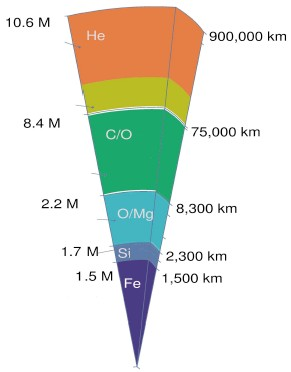 10.6 M
He
900,000 km
8.4 M
C/O
75,000 km
2.2 M
O/Mg
8,300 km
1.7 M
Si
2,300 km
1.5 M
Fe
1,500 km